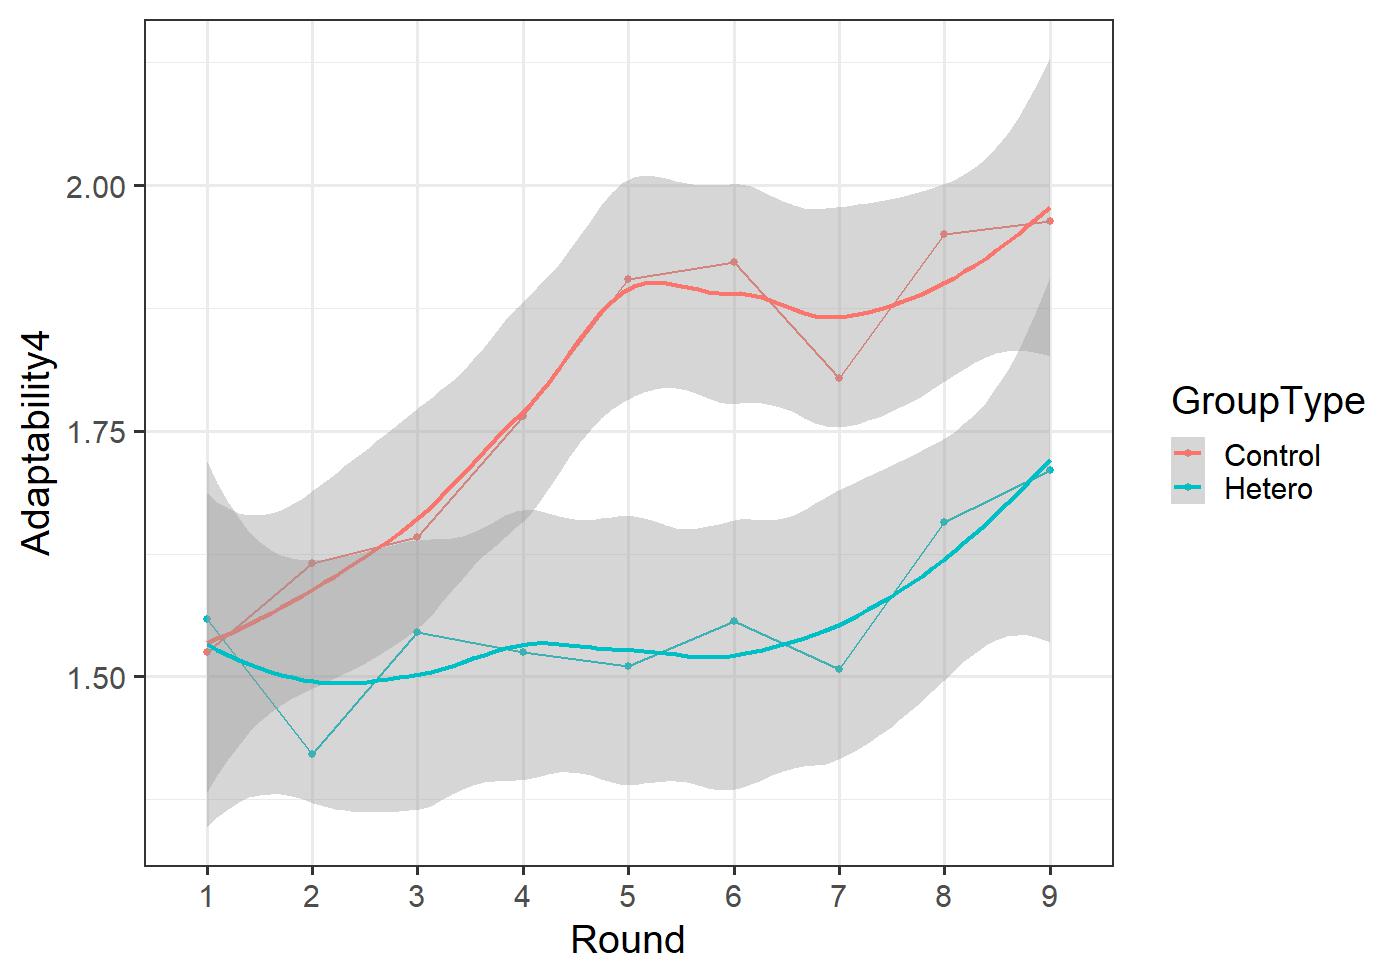 2.00
1.75
1.50
Adaptability4
1 2 3 4 5 6 7 8 9
Round
GroupType
Control
Hetero